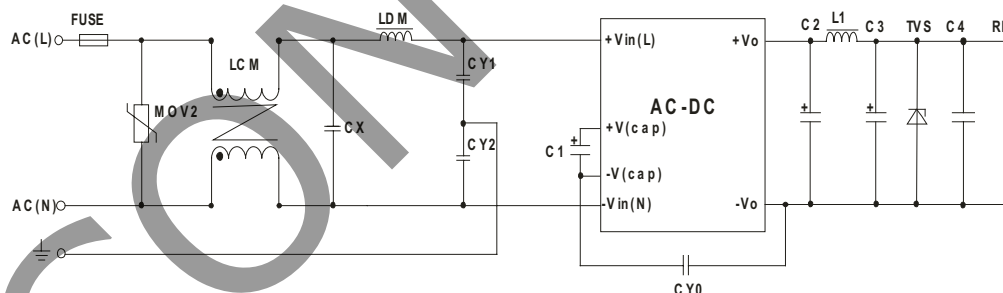 FUSE
LDM
C2 L1 C3 TVS C4
AC(L)
+Vin(L)
+Vo
LCM
CY1
MOV2
AC-DC
CX
+V(cap)
CY2
C1
-V(cap)
AC(N)
-Vin(N)
-Vo
CY0